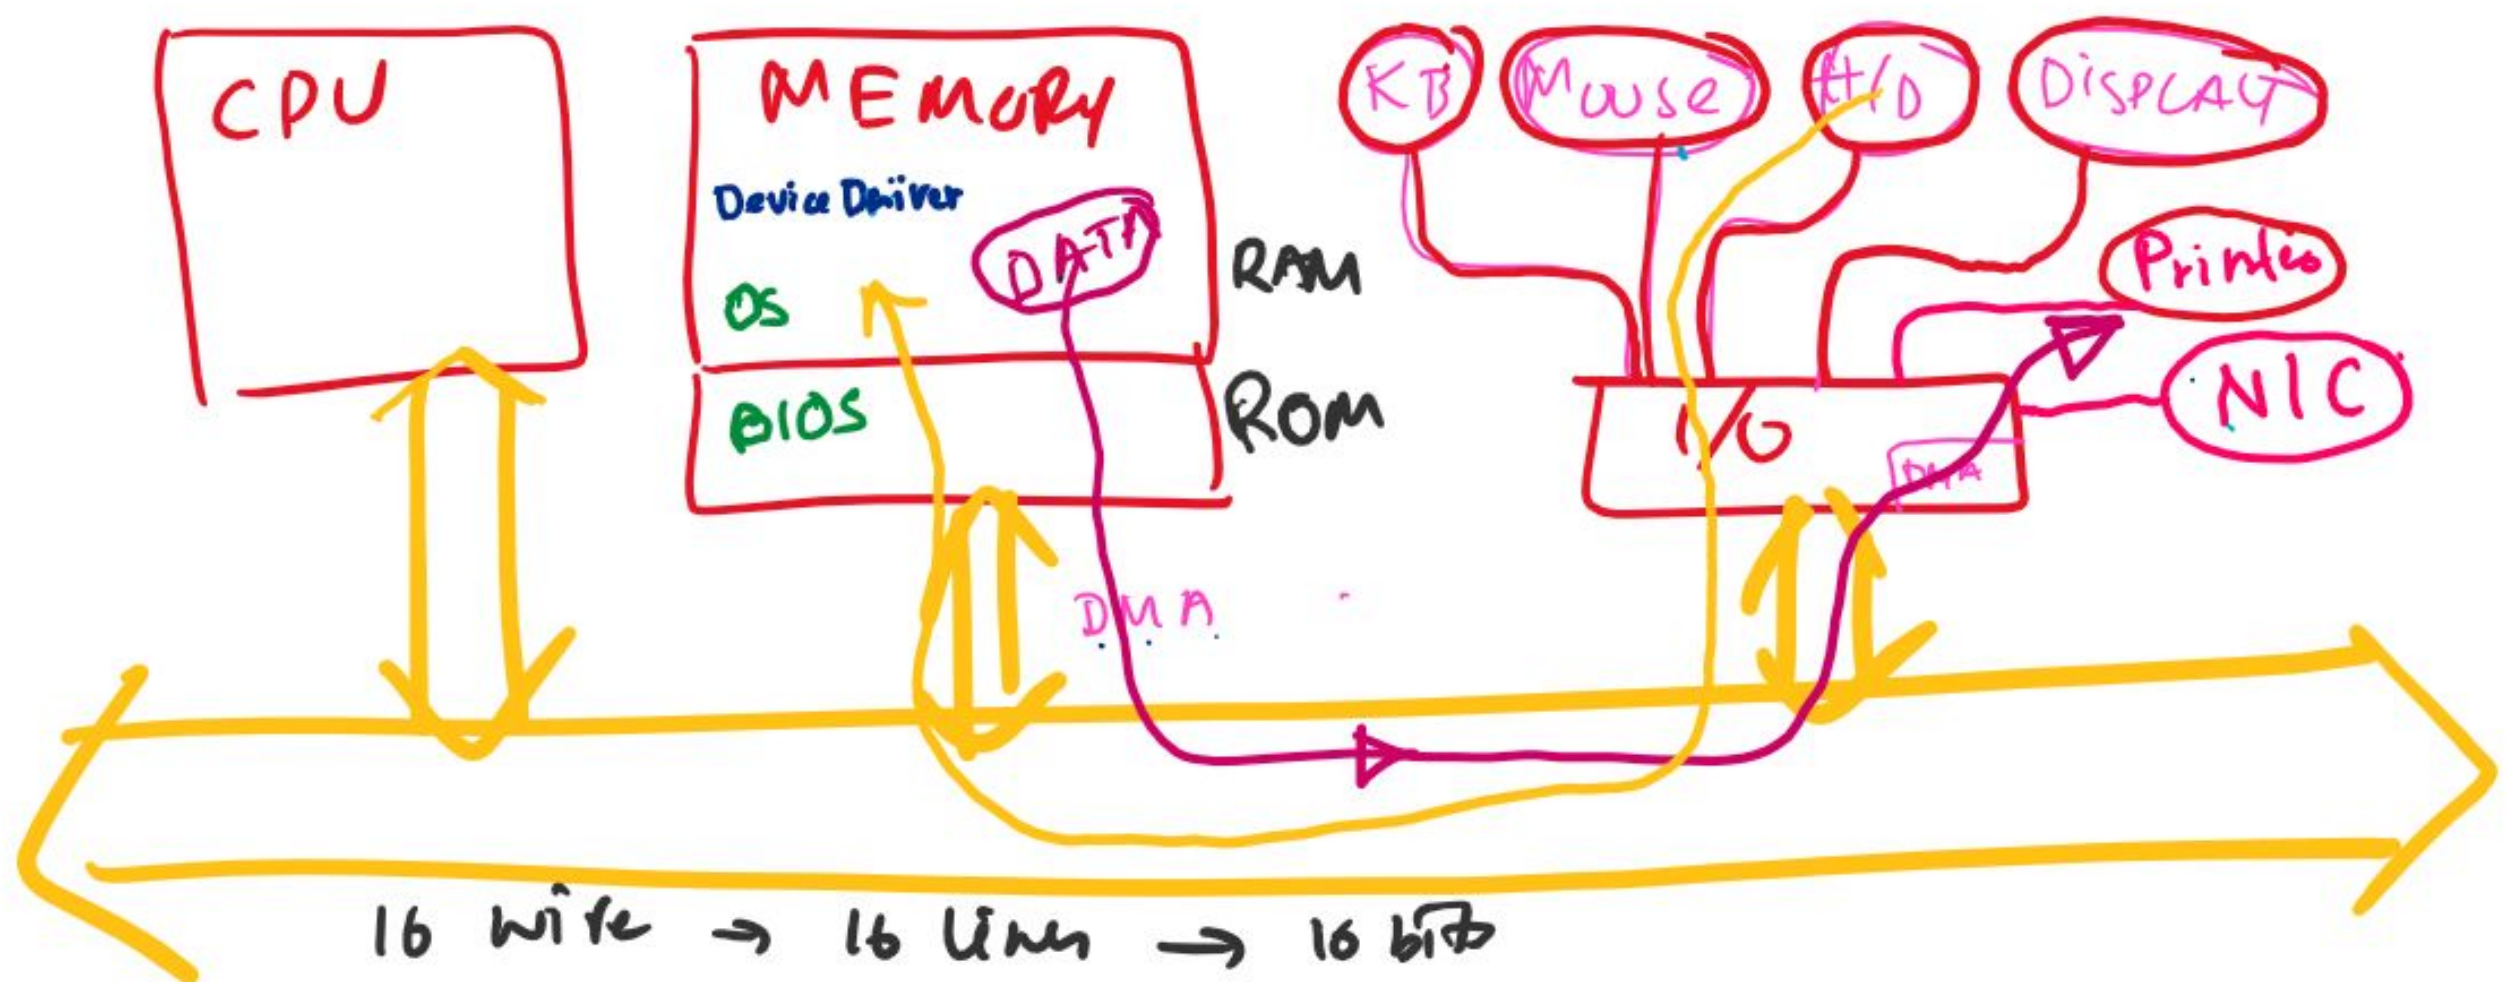 CPU
MEMORY
Device Driver
DATA
OS
RAM
BIOS
ROM
KB
Mouse
H/D
DISPLAY
Printer
NIC
I/O
DMA
DMA
16 wire → 16 lines → 16 bits